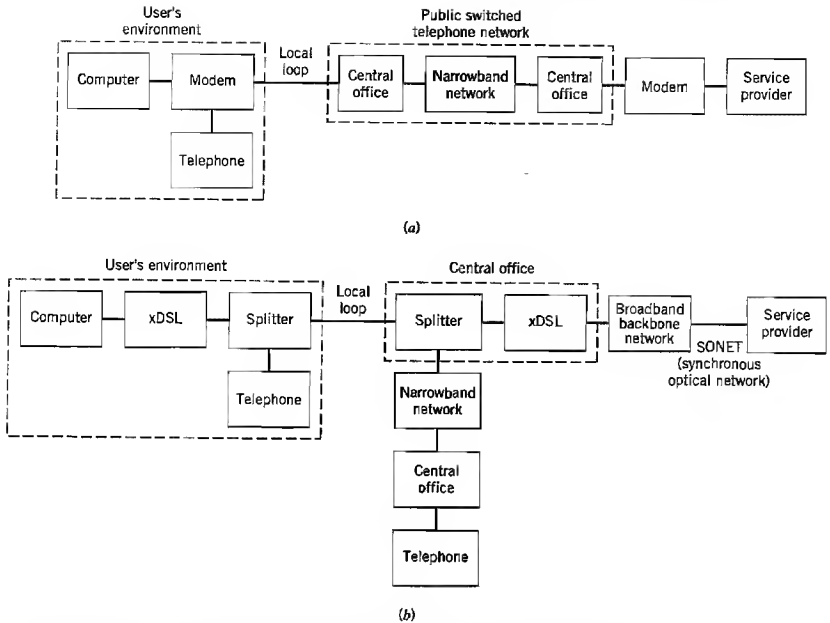 User's
environment
Public switched
telephone network
Local
loop
Computer
Modem
Central
office
Narrowband
network
Central
office
Modem
Service
provider
Telephone
(a)
User's environment
Central office
Local
loop
Computer
xDSL
Splitter
Splitter
xDSL
Broadband
backbone
network
Service
provider
SONET
(synchronous
optical network)
Telephone
Narrowband
network
Central
office
Telephone
(b)